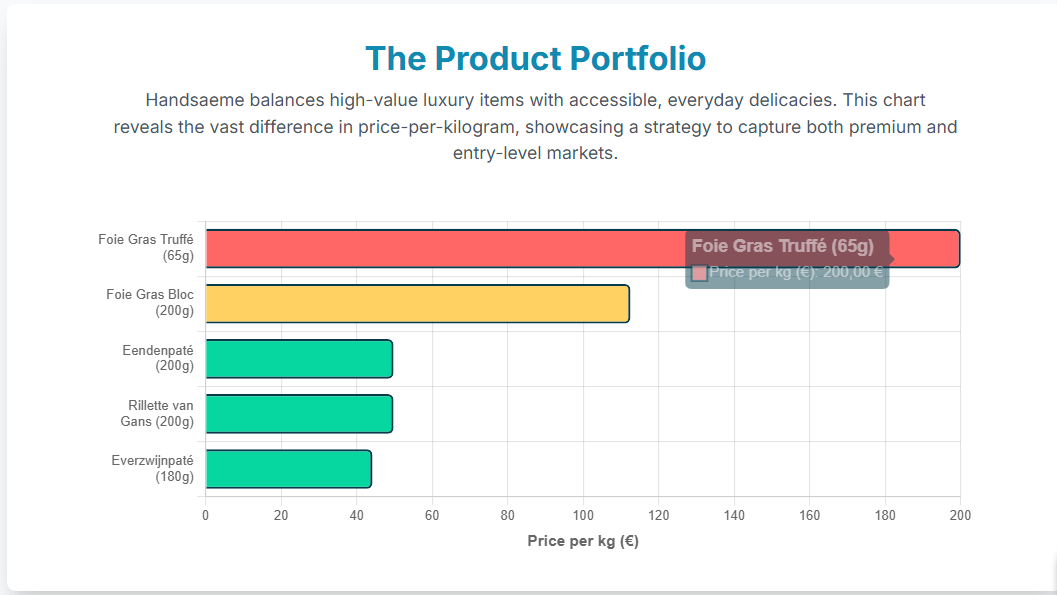 The Product Portfolio
Handsaeme balances high-value luxury items with accessible, everyday delicacies. This chart
reveals the vast difference in price-per-kilogram, showcasing a strategy to capture both premium and
entry-level markets.
Foie Gras Truffé
(65g)
Foie Gras Truffé (65g)
Price per kg (€): 200,00 €
Foie Gras Bloc
(200g)
Eendenpaté
(200g)
Rillette van
Gans (200g)
Everzwijnpaté
(180g)
0 20 40 60 80 100 120 140 160 180 200
Price per kg (€)